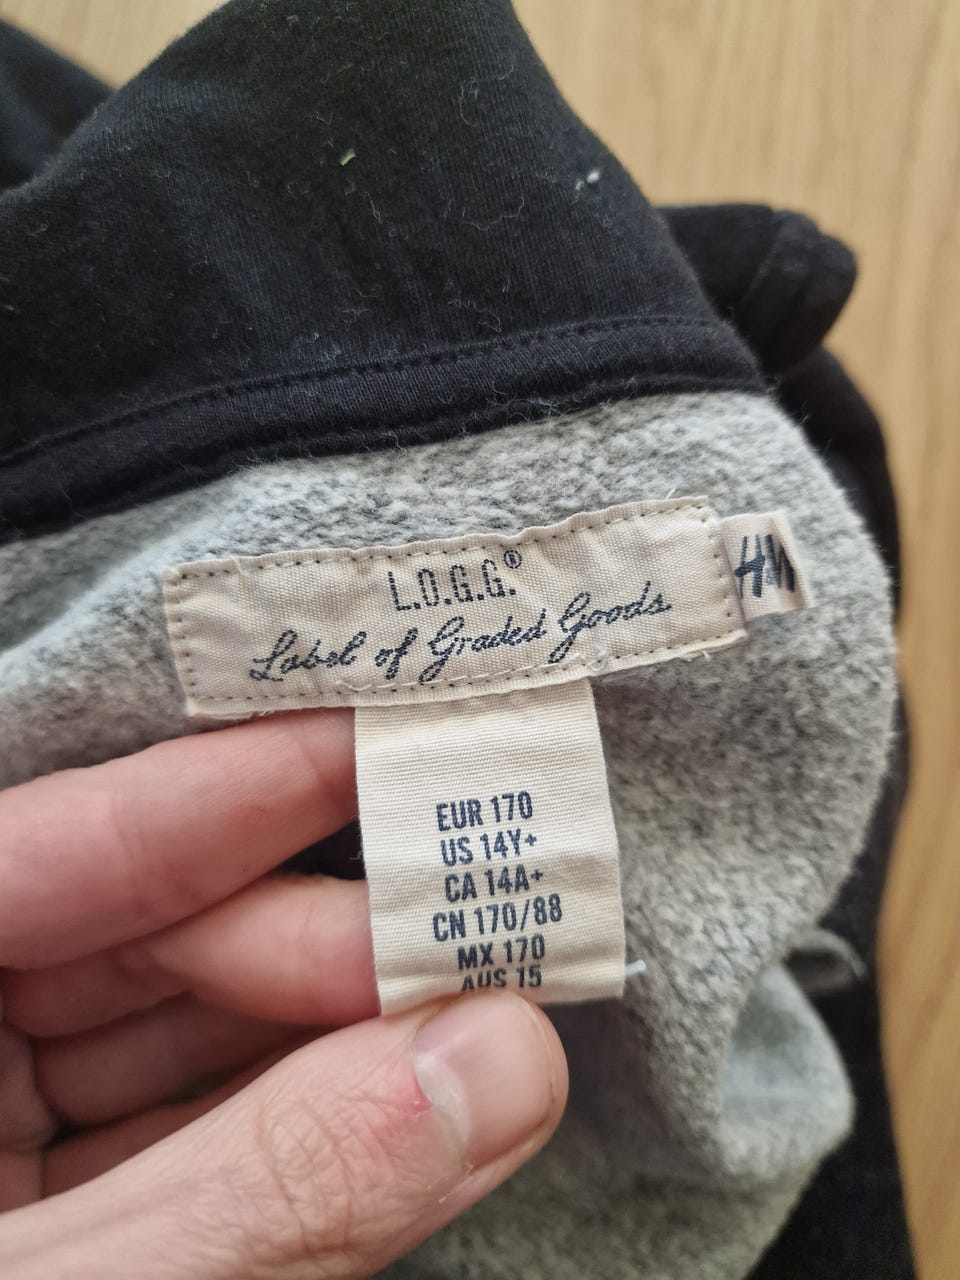 L.O.G.G.®
Label of Graded Goods
H&M
EUR 170
US 14Y+
CA 14A+
CN 170/88
MX 170
AUS 15